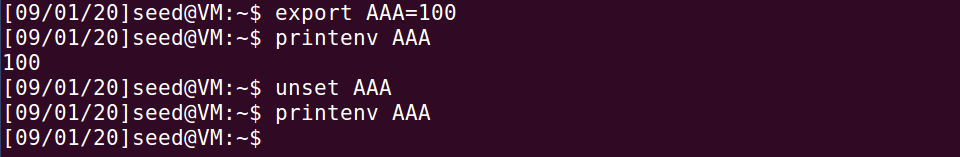 [09/01/20]seed@VM:~$ export AAA=100
[09/01/20]seed@VM:~$ printenv AAA
100
[09/01/20]seed@VM:~$ unset AAA
[09/01/20]seed@VM:~$ printenv AAA
[09/01/20]seed@VM:~$